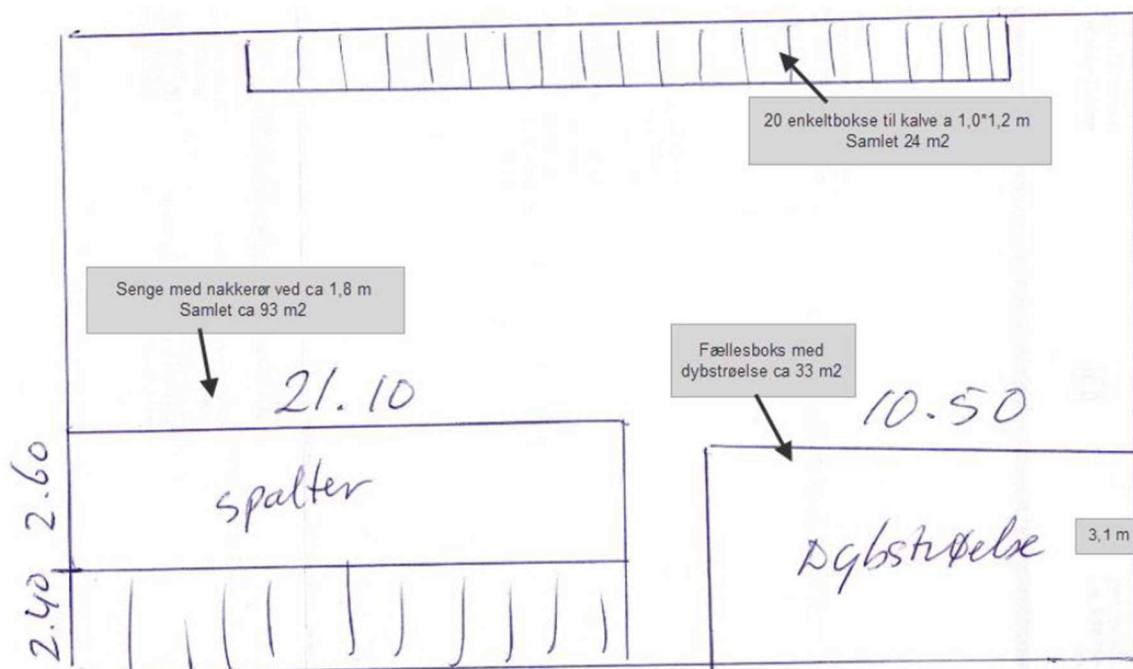 20 enkeltbokse til kalve a 1,0*1,2 m
Samlet 24 m2
Senge med nakkerør ved ca 1,8 m
Samlet ca 93 m2
Fællesboks med
dybstrøelse ca 33 m2
21.10
10.50
2.60
spalter
Dybstrøelse
3,1 m
2.40